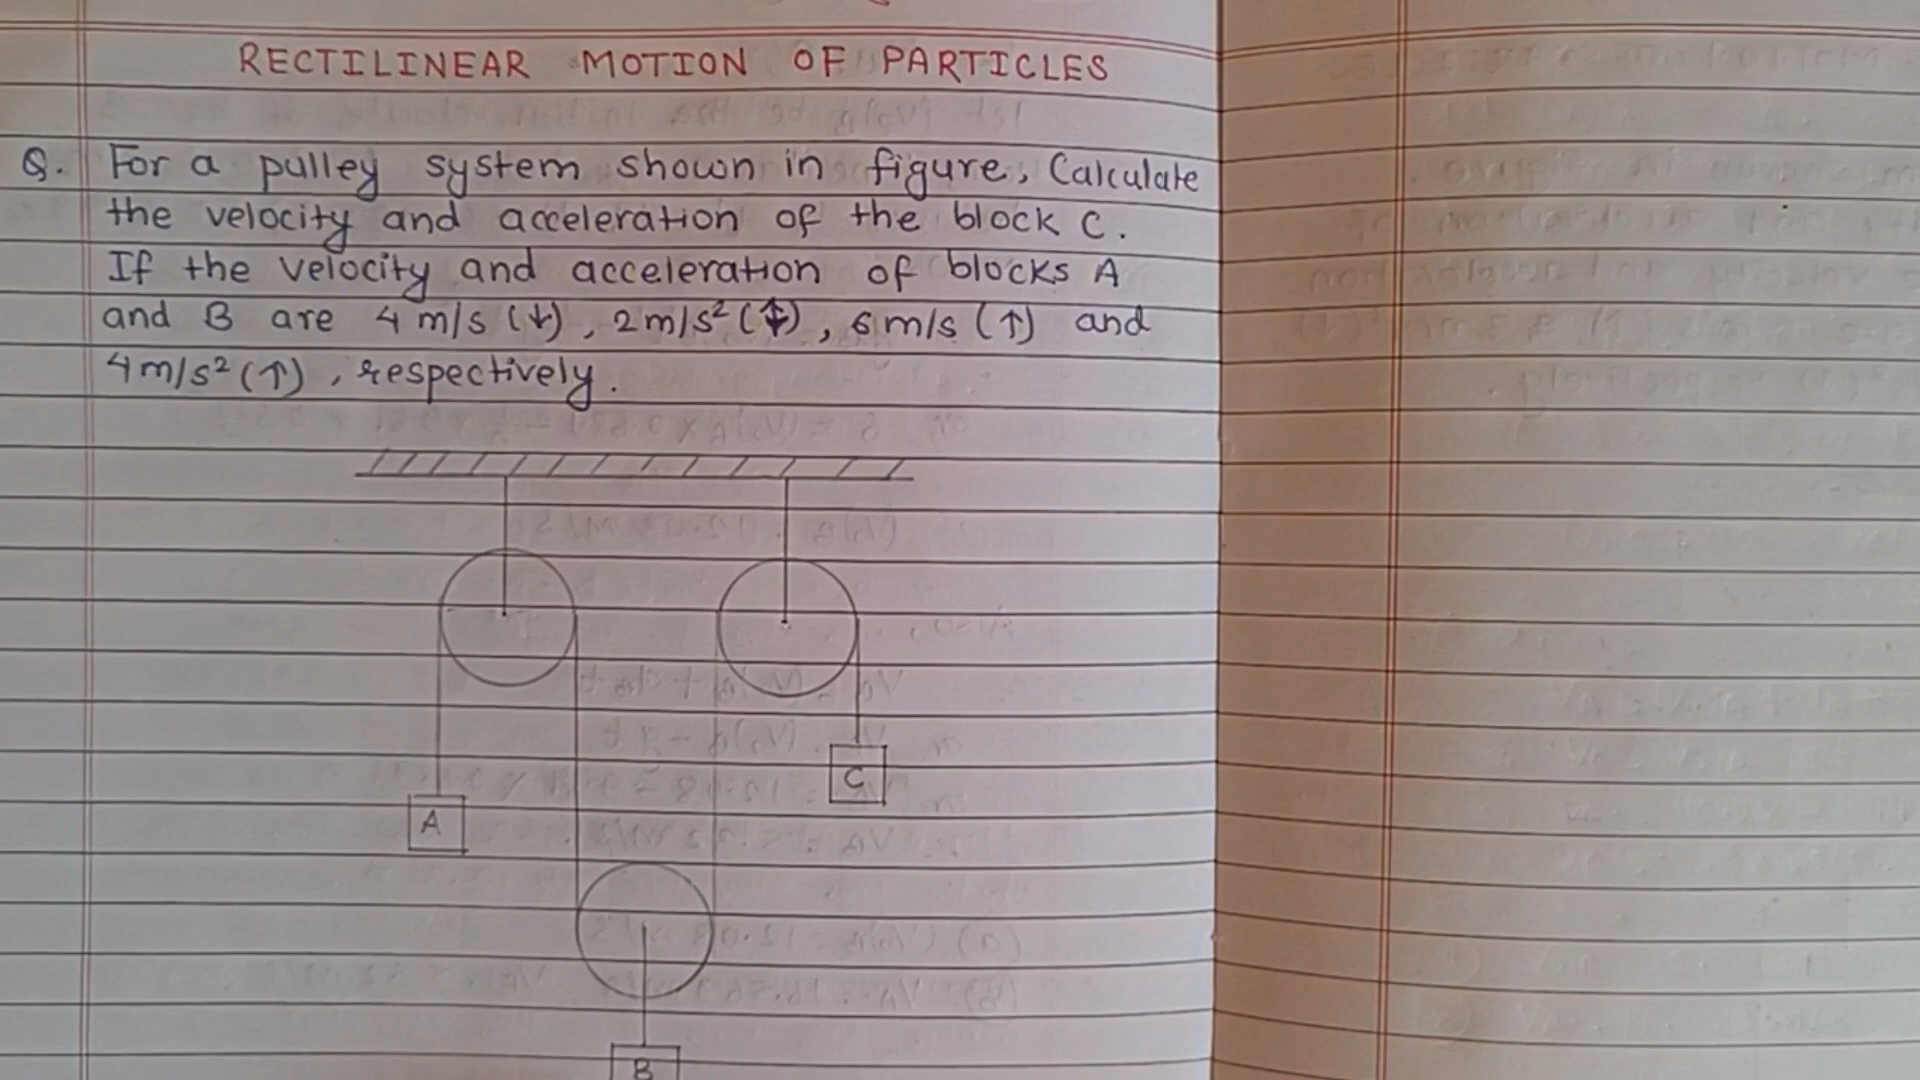 RECTILINEAR MOTION OF PARTICLES
Q. For a pulley system shown in figure, Calculate
the velocity and acceleration of the block C.
If the velocity and acceleration of blocks A
and B are 4 m/s (↓), 2 m/s² (), 6 m/s (↑) and
4 m/s² (↑), respectively.
C
A
B